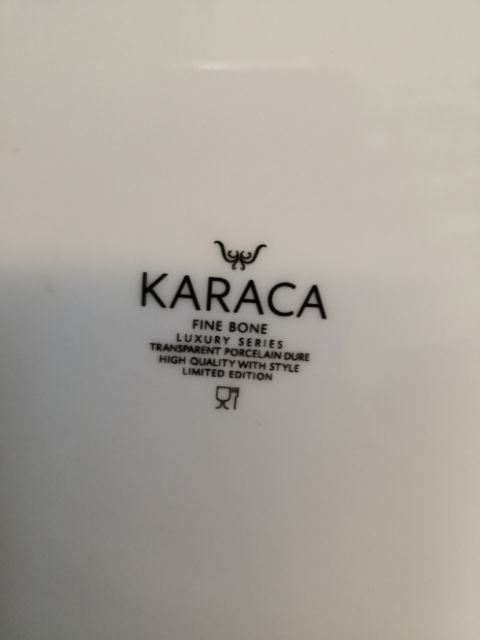 KARACA
FINE BONE
LUXURY SERIES
TRANSPARENT PORCELAIN DURE
HIGH QUALITY WITH STYLE
LIMITED EDITION